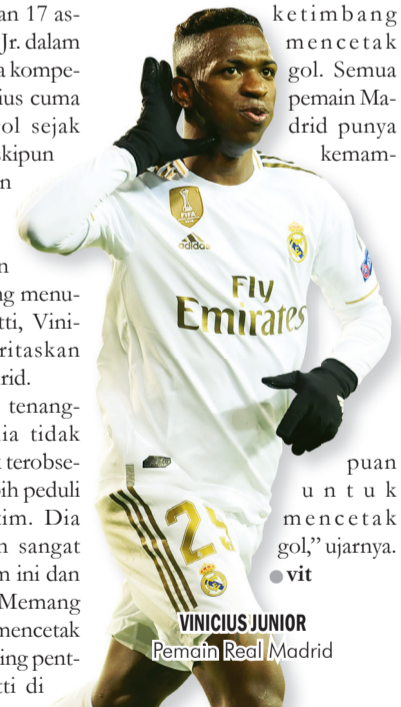 an 17 as-
Jr. dalam
a kompe-
ius cuma
ol sejak
skipun
n
n
ng menu-
tti, Vini-
ritaskan
rid.
tenang-
ia tidak
k terobse-
ih peduli
tim. Dia
n sangat
m ini dan
Memang
mencetak
ing pent-
tti di
ketimbang
mencetak
gol. Semua
pemain Ma-
drid punya
kemam-
puan
untuk
mencetak
gol,” ujarnya.
● vit
FIFA
adidas
Fly
Emirates
25
VINICIUS JUNIOR
Pemain Real Madrid